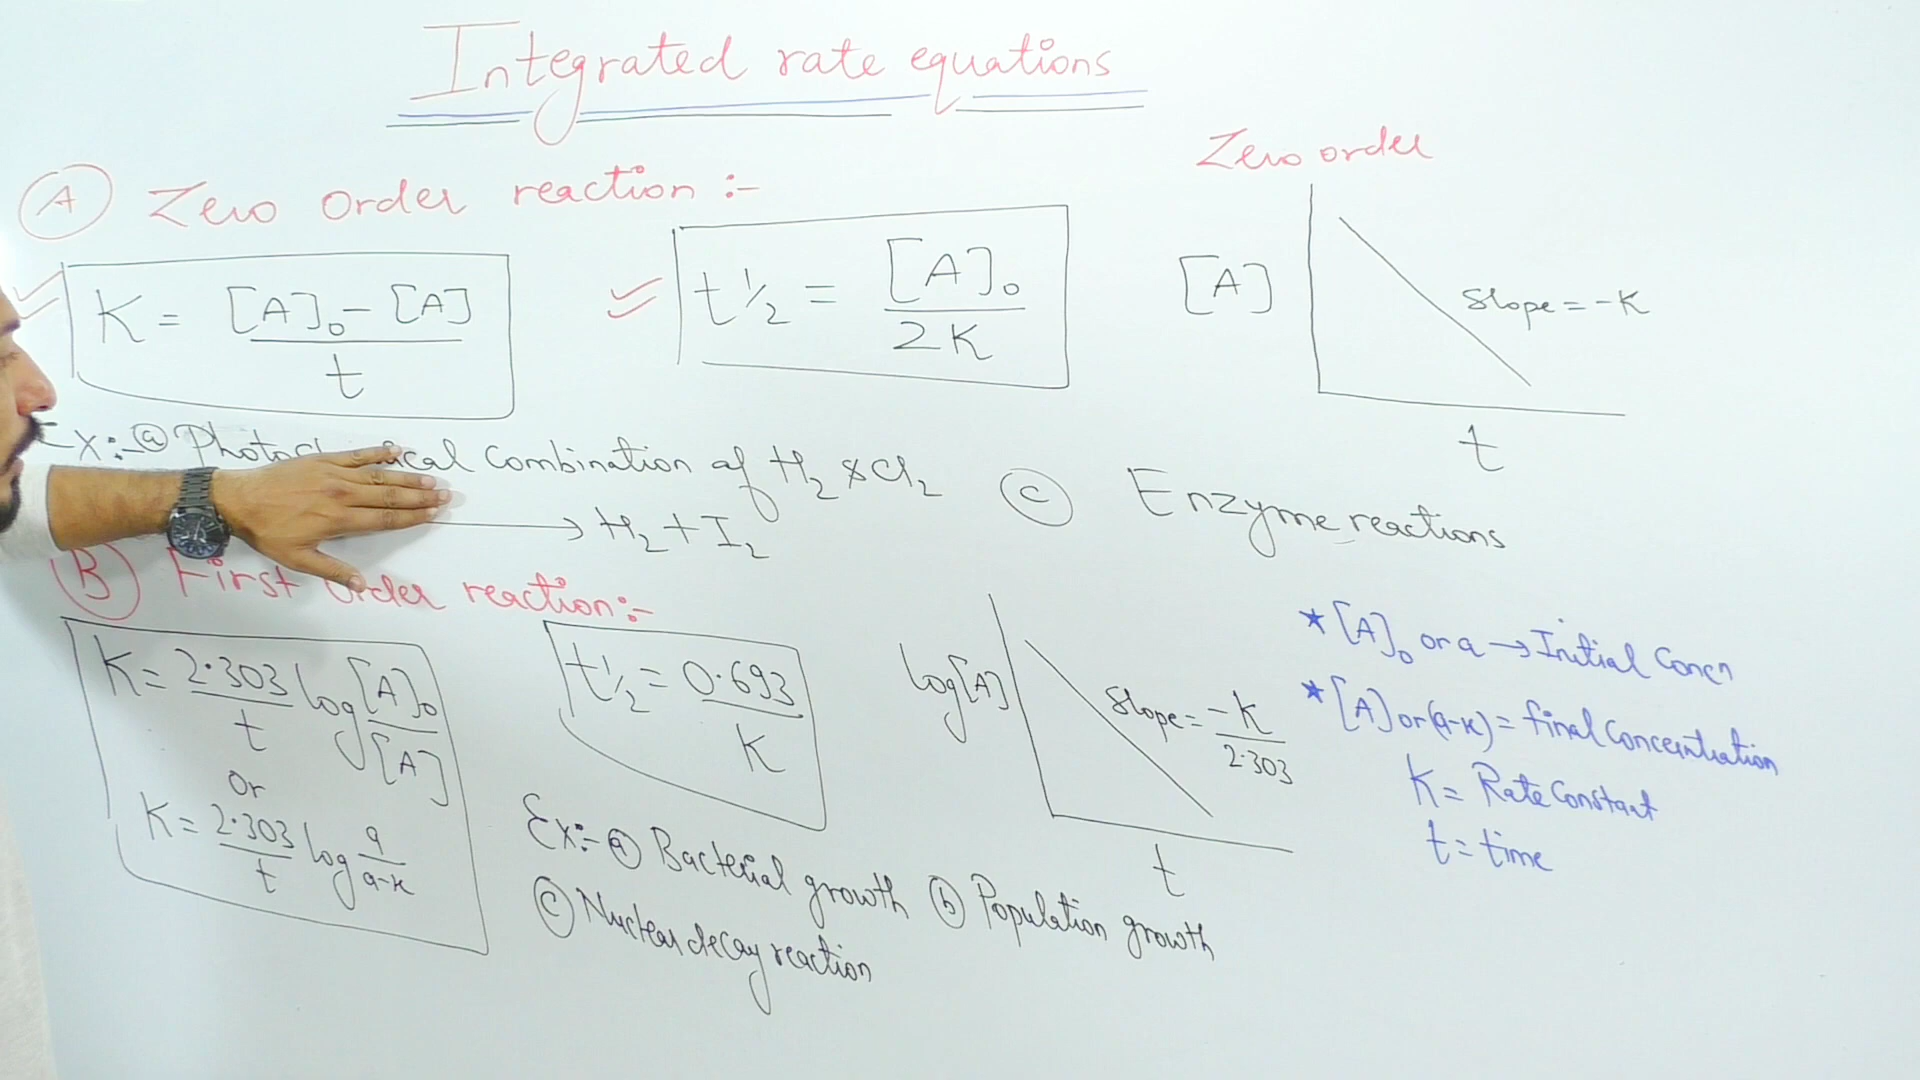 Integrated rate equations
A Zero order reaction :-
K = [A]₀ - [A] / t
t½ = [A]₀ / 2K
Zero order
[A]
Slope = -K
t
Ex:- ⓐ combination of H₂ & Cl₂
→ H₂ + I₂
Ⓒ Enzyme reactions
B First order reaction :-
K = 2.303 / t log [A]₀ / [A]
or
K = 2.303 / t log a / a-x
t½ = 0.693 / K
log[A]
Slope = -K / 2.303
t
Ex:- ⓐ Bacterial growth ⓑ Population growth
ⓒ Nuclear decay reaction
★ [A]₀ or a → Initial Concn
★ [A] or (a-x) = final Concentration
K = Rate Constant
t = time